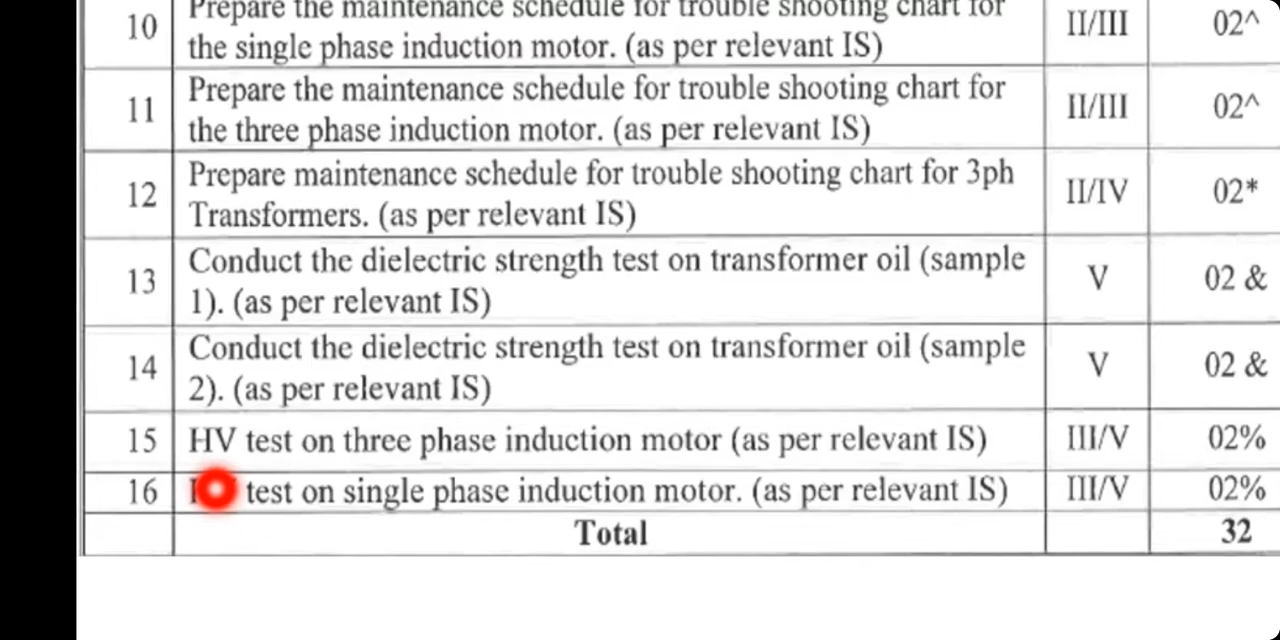 10 Prepare the maintenance schedule for trouble shooting chart for II/III 02^
the single phase induction motor. (as per relevant IS)
11 Prepare the maintenance schedule for trouble shooting chart for II/III 02^
the three phase induction motor. (as per relevant IS)
12 Prepare maintenance schedule for trouble shooting chart for 3ph II/IV 02*
Transformers. (as per relevant IS)
13 Conduct the dielectric strength test on transformer oil (sample V 02 &
1). (as per relevant IS)
14 Conduct the dielectric strength test on transformer oil (sample V 02 &
2). (as per relevant IS)
15 HV test on three phase induction motor (as per relevant IS) III/V 02%
16 test on single phase induction motor. (as per relevant IS) III/V 02%
Total 32